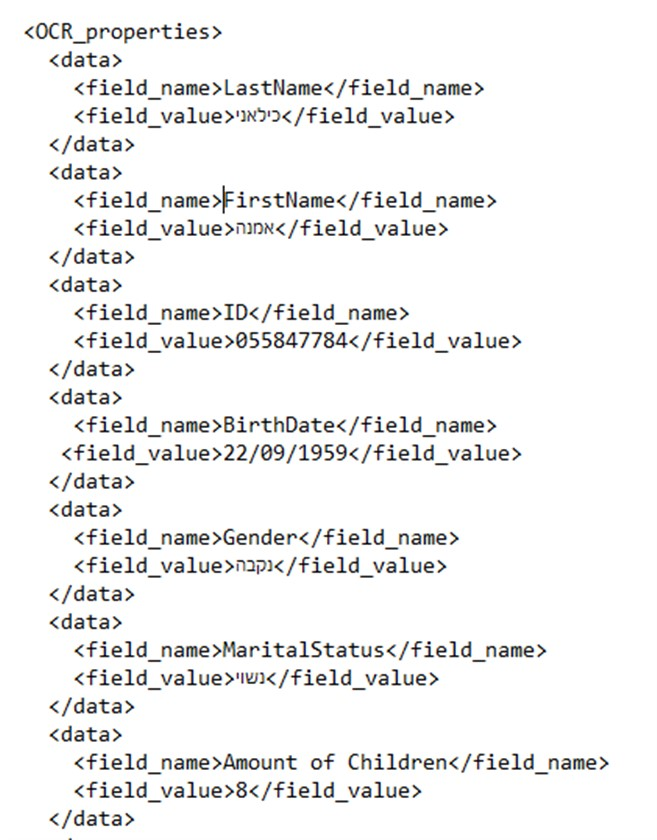 <OCR_properties>
<data>
<field_name>LastName</field_name>
<field_value>כילאני</field_value>
</data>
<data>
<field_name>FirstName</field_name>
<field_value>אמנה</field_value>
</data>
<data>
<field_name>ID</field_name>
<field_value>055847784</field_value>
</data>
<data>
<field_name>BirthDate</field_name>
<field_value>22/09/1959</field_value>
</data>
<data>
<field_name>Gender</field_name>
<field_value>נקבה</field_value>
</data>
<data>
<field_name>MaritalStatus</field_name>
<field_value>נשוי</field_value>
</data>
<data>
<field_name>Amount of Children</field_name>
<field_value>8</field_value>
</data>